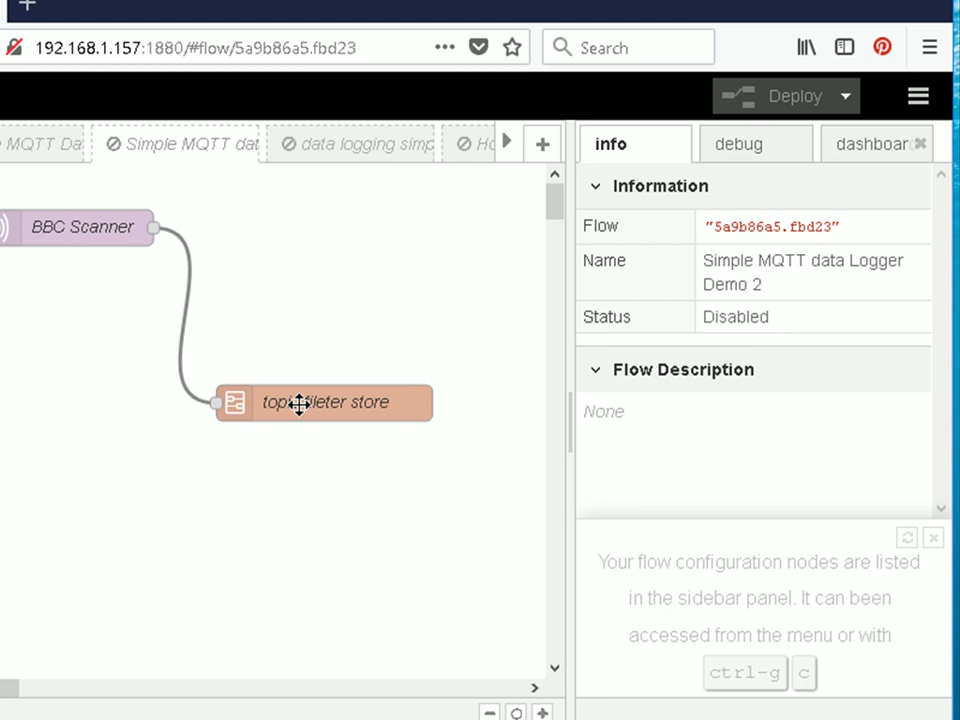 192.168.1.157:1880/#flow/5a9b86a5.fbd23
Search
Deploy
MQTT Da
Simple MQTT dat
data logging simp
Ho
info
debug
dashboar
Information
BBC Scanner
Flow
"5a9b86a5.fbd23"
Name
Simple MQTT data Logger
Demo 2
Status
Disabled
Flow Description
store
None
Your flow configuration nodes are listed
in the sidebar panel. It can been
accessed from the menu or with
ctrl-g c